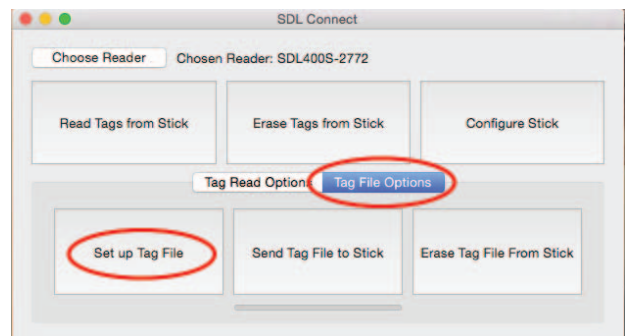 SDL Connect
Choose Reader Chosen Reader: SDL400S-2772
Read Tags from Stick Erase Tags from Stick Configure Stick
Tag Read Options Tag File Options
Set up Tag File Send Tag File to Stick Erase Tag File From Stick